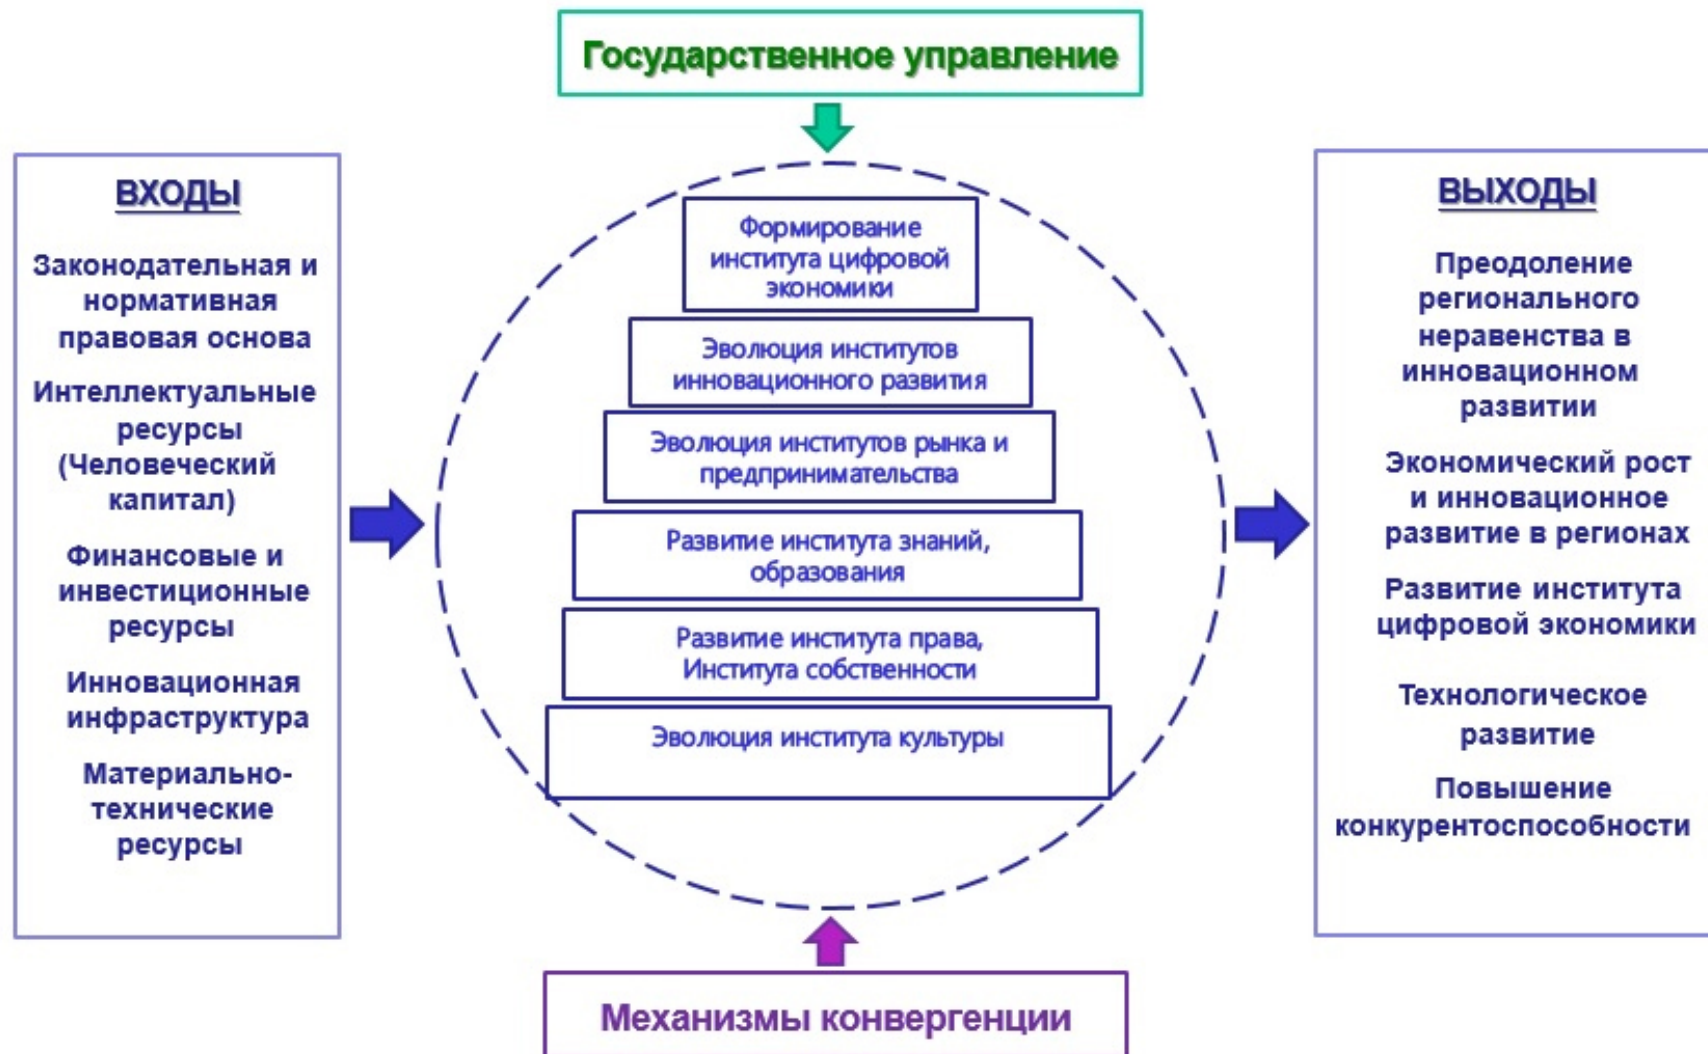 Государственное управление
ВХОДЫ
Законодательная и
нормативная
правовая основа
Интеллектуальные
ресурсы
(Человеческий
капитал)
Финансовые и
инвестиционные
ресурсы
Инновационная
инфраструктура
Материально-
технические
ресурсы
Формирование
института цифровой
экономики
Эволюция институтов
инновационного развития
Эволюция институтов рынка и
предпринимательства
Развитие института знаний,
образования
Развитие института права,
Института собственности
Эволюция института культуры
ВЫХОДЫ
Преодоление
регионального
неравенства в
инновационном
развитии
Экономический рост
и инновационное
развитие в регионах
Развитие института
цифровой экономики
Технологическое
развитие
Повышение
конкурентоспособности
Механизмы конвергенции